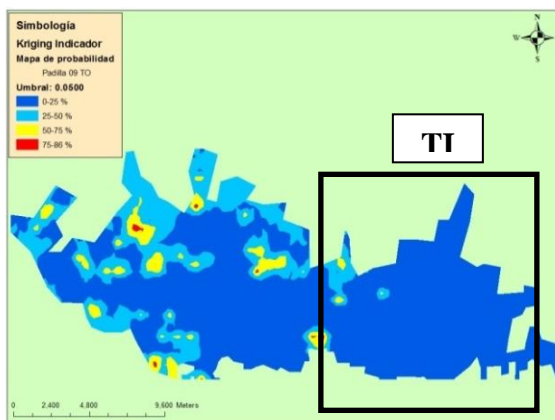 Simbología
Kriging Indicador
Mapa de probabilidad
Padilla 09 TO
Umbral: 0.0500
0-25 %
25-50 %
50-75 %
75-86 %
N
W E
S
TI
0 2,400 4,800 9,600 Meters